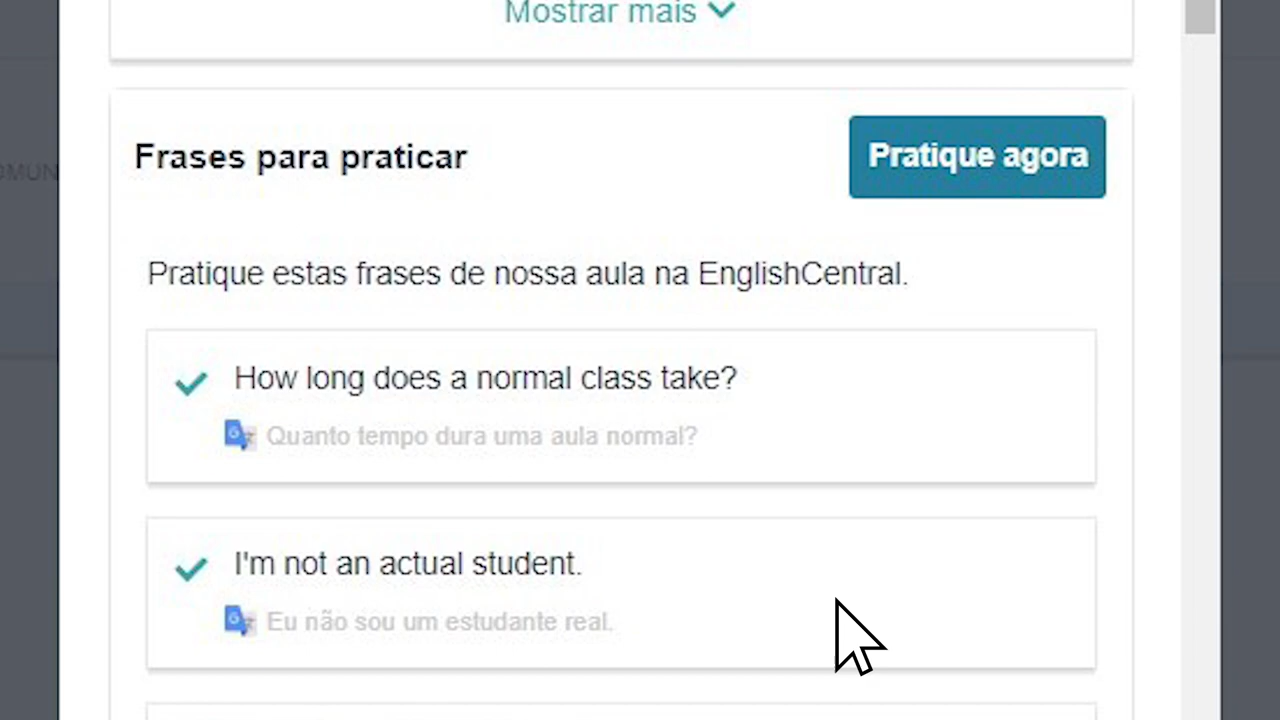 Mostrar mais
Frases para praticar
Pratique agora
Pratique estas frases de nossa aula na EnglishCentral.
How long does a normal class take?
Quanto tempo dura uma aula normal?
I'm not an actual student.
Eu não sou um estudante real.